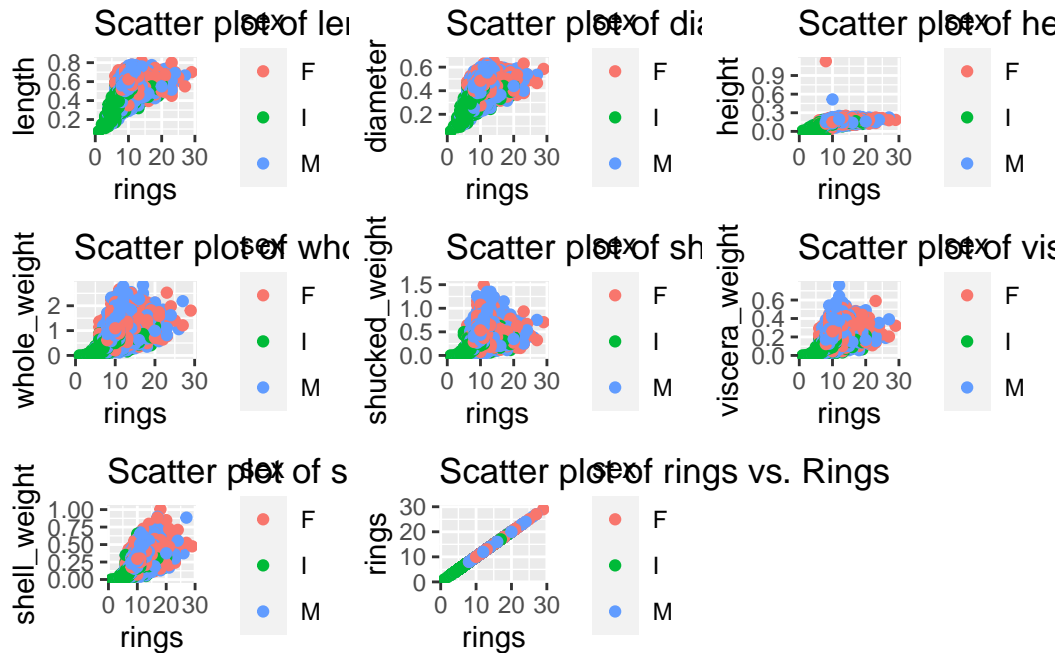 Scatter plot of len
sex
length
0.8
0.6
0.4
0.2
0 10 20 30
rings
F
I
M
Scatter plot of dia
sex
diameter
0.6
0.4
0.2
0 10 20 30
rings
F
I
M
Scatter plot of he
sex
height
0.9
0.6
0.3
0.0
0 10 20 30
rings
F
I
M
Scatter plot of who
sex
whole_weight
2
1
0
0 10 20 30
rings
F
I
M
Scatter plot of sh
sex
shucked_weight
1.5
1.0
0.5
0.0
0 10 20 30
rings
F
I
M
Scatter plot of vis
sex
viscera_weight
0.6
0.4
0.2
0.0
0 10 20 30
rings
F
I
M
Scatter plot of s
sex
shell_weight
1.00
0.75
0.50
0.25
0.00
0 10 20 30
rings
F
I
M
Scatter plot of rings vs. Rings
sex
rings
30
20
10
0
0 10 20 30
rings
F
I
M